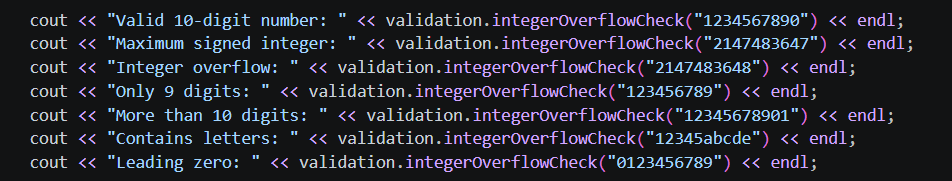 cout << "Valid 10-digit number: " << validation.integerOverflowCheck("1234567890") << endl;
cout << "Maximum signed integer: " << validation.integerOverflowCheck("2147483647") << endl;
cout << "Integer overflow: " << validation.integerOverflowCheck("2147483648") << endl;
cout << "Only 9 digits: " << validation.integerOverflowCheck("123456789") << endl;
cout << "More than 10 digits: " << validation.integerOverflowCheck("12345678901") << endl;
cout << "Contains letters: " << validation.integerOverflowCheck("12345abcde") << endl;
cout << "Leading zero: " << validation.integerOverflowCheck("0123456789") << endl;